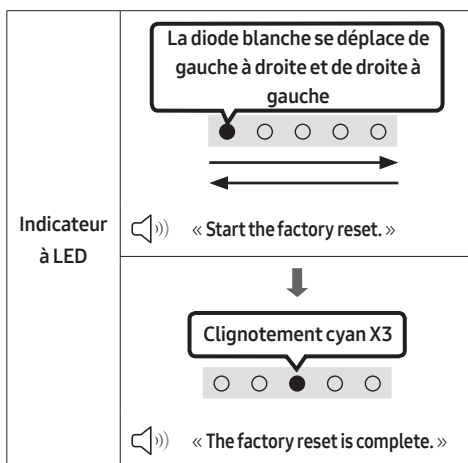 La diode blanche se déplace de
gauche à droite et de droite à
gauche
Indicateur
à LED
« Start the factory reset. »
Clignotement cyan X3
« The factory reset is complete. »